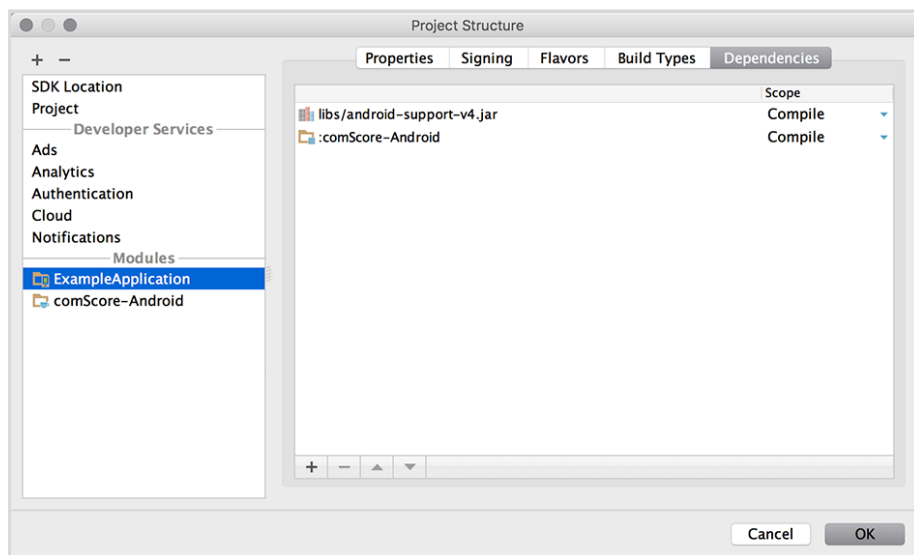 Project Structure
Properties Signing Flavors Build Types Dependencies
SDK Location
Project
Developer Services
Ads
Analytics
Authentication
Cloud
Notifications
Modules
ExampleApplication
comScore-Android
Scope
libs/android-support-v4.jar Compile
:comScore-Android Compile
Cancel OK